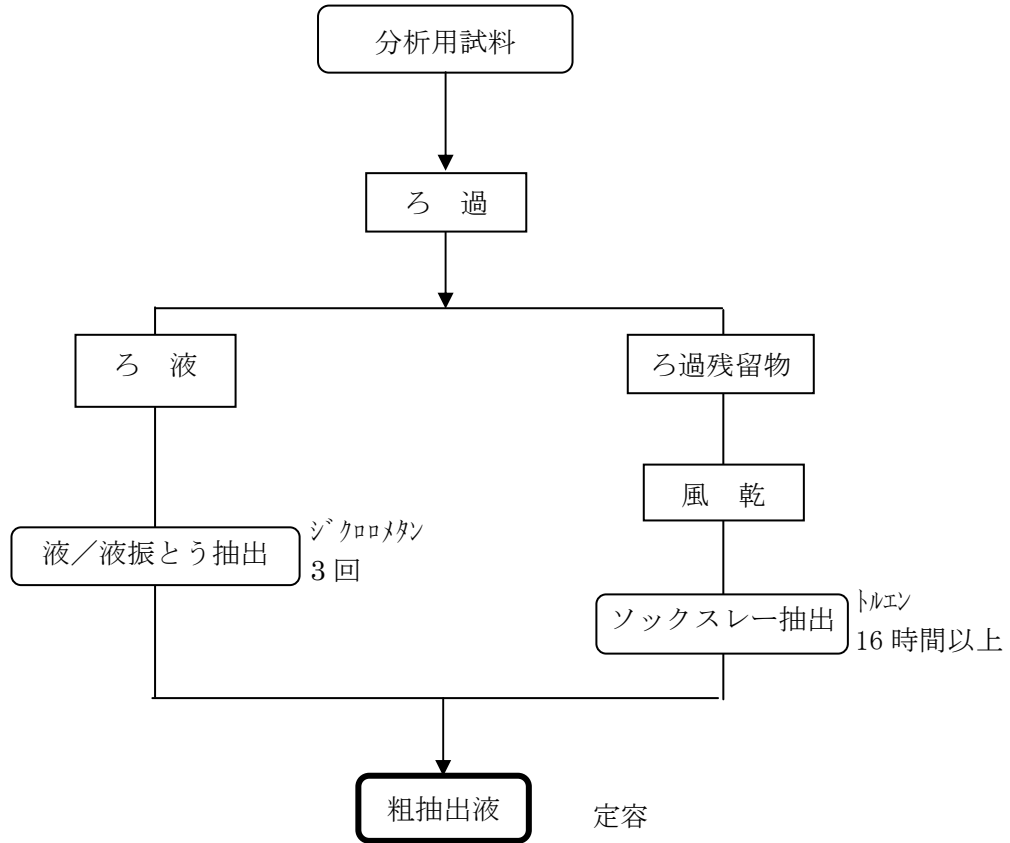 分析用試料
ろ　過
ろ　液
ろ過残留物
風　乾
液／液振とう抽出
ｼﾞｸﾛﾛﾒﾀﾝ
3 回
ソックスレー抽出
ﾄﾙｴﾝ
16 時間以上
粗抽出液
定容